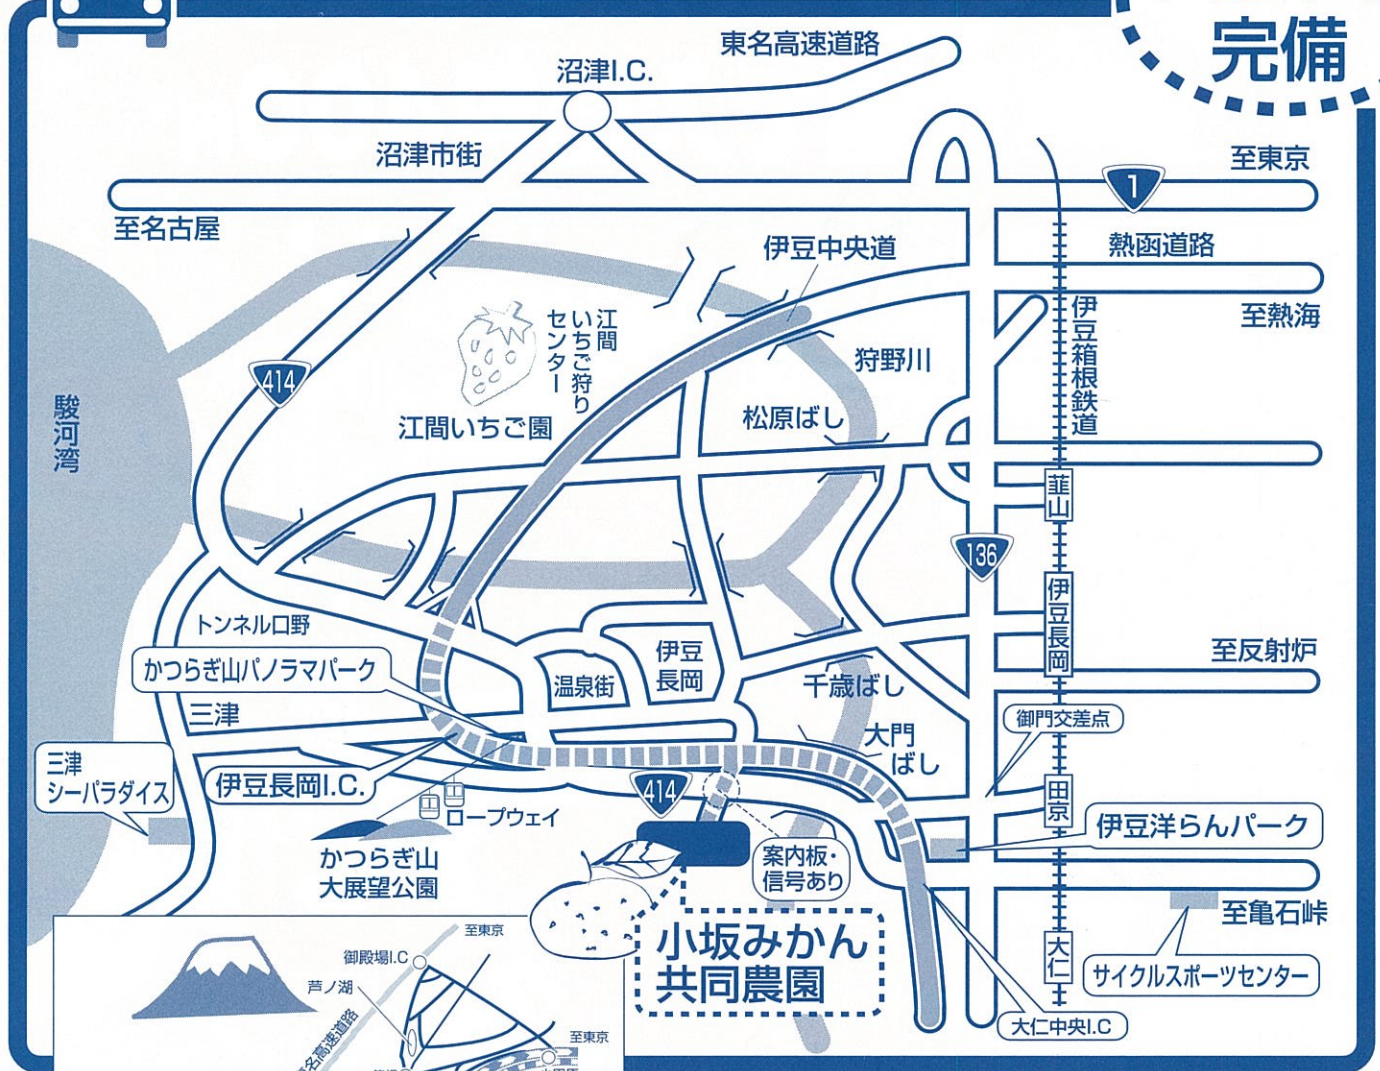 完備
東名高速道路
沼津I.C.
沼津市街
至東京
1
至名古屋
熱函道路
伊豆中央道
至熱海
江間
いちご狩り
センター
伊豆箱根鉄道
狩野川
414
駿河湾
江間いちご園
松原ばし
韮山
136
伊豆長岡
トンネル口野
伊豆
長岡
至反射炉
かつらぎ山パノラマパーク
温泉街
千歳ばし
三津
御門交差点
大門
ばし
三津
シーパラダイス
伊豆長岡I.C.
414
田京
ロープウェイ
伊豆洋らんパーク
かつらぎ山
大展望公園
案内板・
信号あり
至亀石峠
小坂みかん
共同農園
大仁
サイクルスポーツセンター
大仁中央I.C
至東京
御殿場I.C
芦ノ湖
名高速道路
至東京